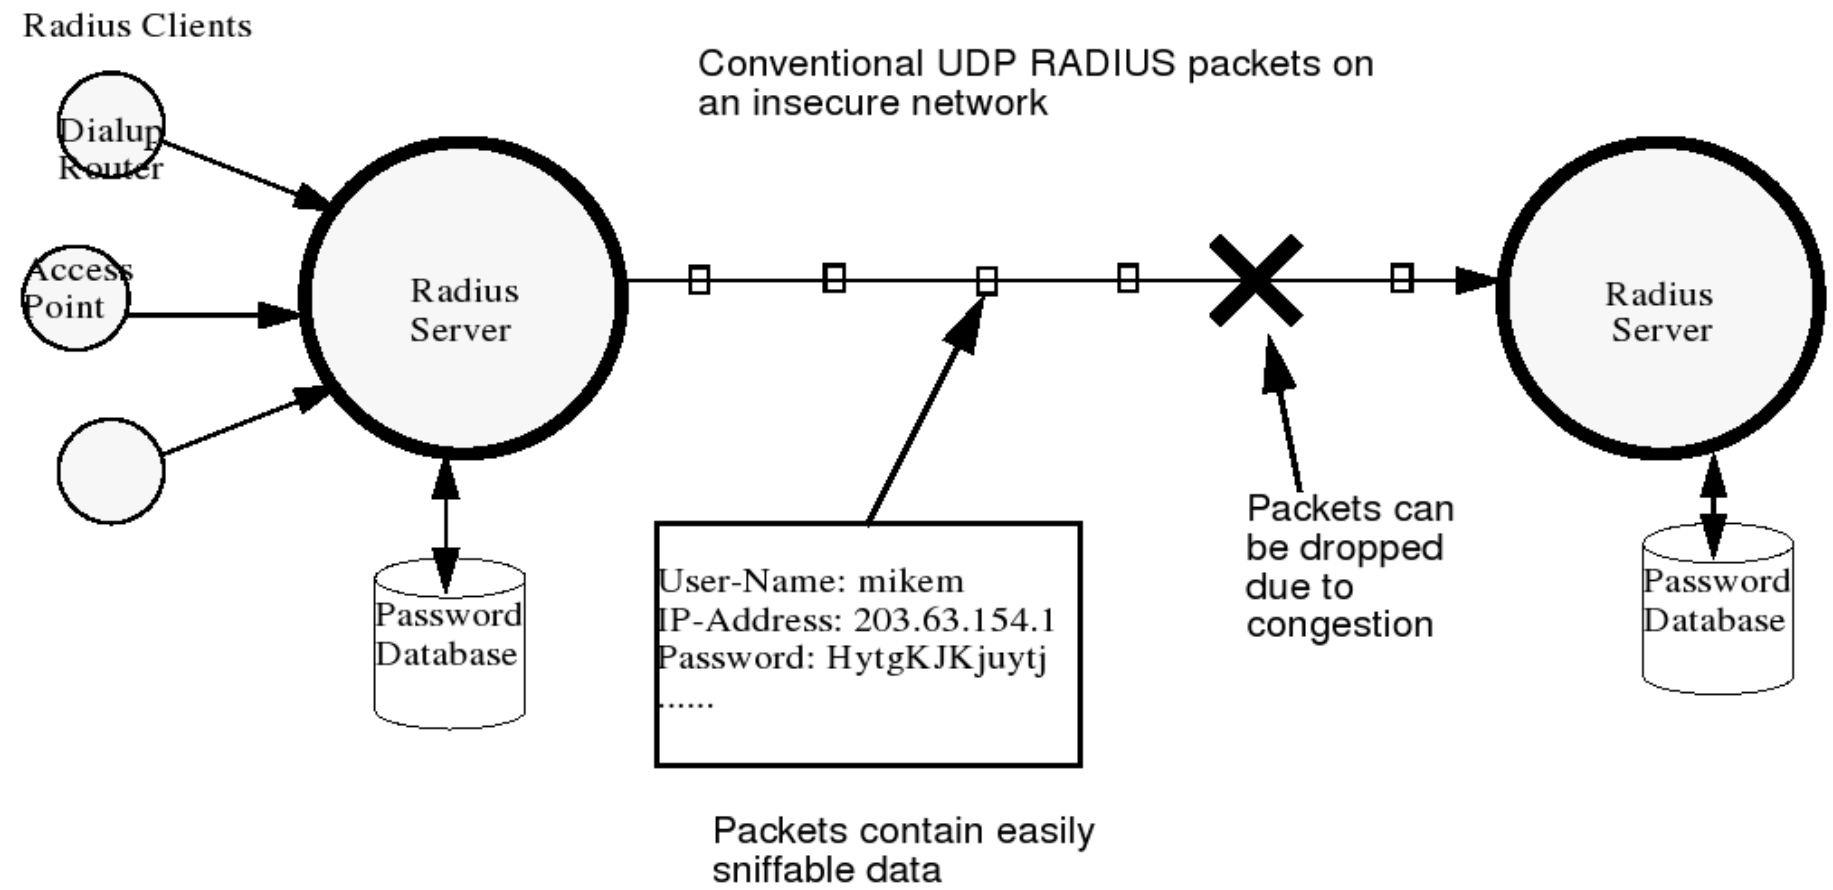 Radius Clients
Conventional UDP RADIUS packets on
an insecure network
Dialup
Router
Access
Point
Radius
Server
Radius
Server
Packets can
be dropped
due to
congestion
User-Name: mikem
IP-Address: 203.63.154.1
Password: HytgKJKjuytj
......
Password
Database
Password
Database
Packets contain easily
sniffable data